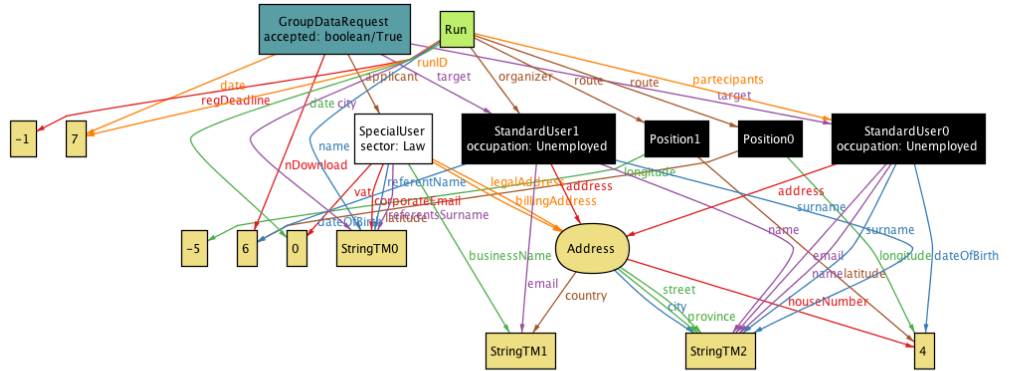 GroupDataRequest
accepted: boolean/True
Run
runID
date
regDeadline
applicant
target
organizer
route
route
partecipants
target
date
city
-1
7
SpecialUser
sector: Law
StandardUser1
occupation: Unemployed
Position1
Position0
StandardUser0
occupation: Unemployed
name
nDownload
vat
referentName
corporateEmail
referentsSurname
latitude
dateOfBirth
legalAddress
billingAddress
address
longitude
address
surname
name
surname
-5
6
0
StringTM0
Address
businessName
email
email
name
latitude
longitude
dateOfBirth
country
street
city
province
houseNumber
StringTM1
StringTM2
4